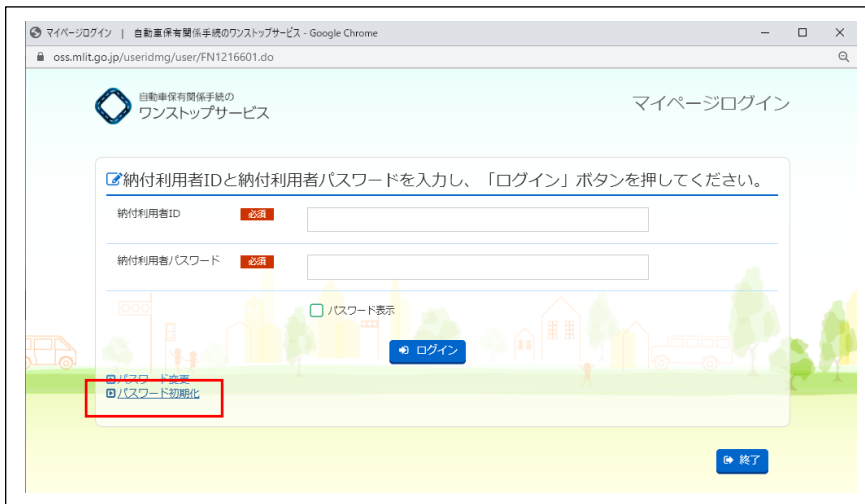 マイページログイン | 自動車保有関係手続のワンストップサービス - Google Chrome
oss.mlit.go.jp/useridmg/user/FN1216601.do
自動車保有関係手続の
ワンストップサービス
マイページログイン
納付利用者IDと納付利用者パスワードを入力し、「ログイン」ボタンを押してください。
納付利用者ID 必須
納付利用者パスワード 必須
パスワード表示
ログイン
パスワード変更
パスワード初期化
終了